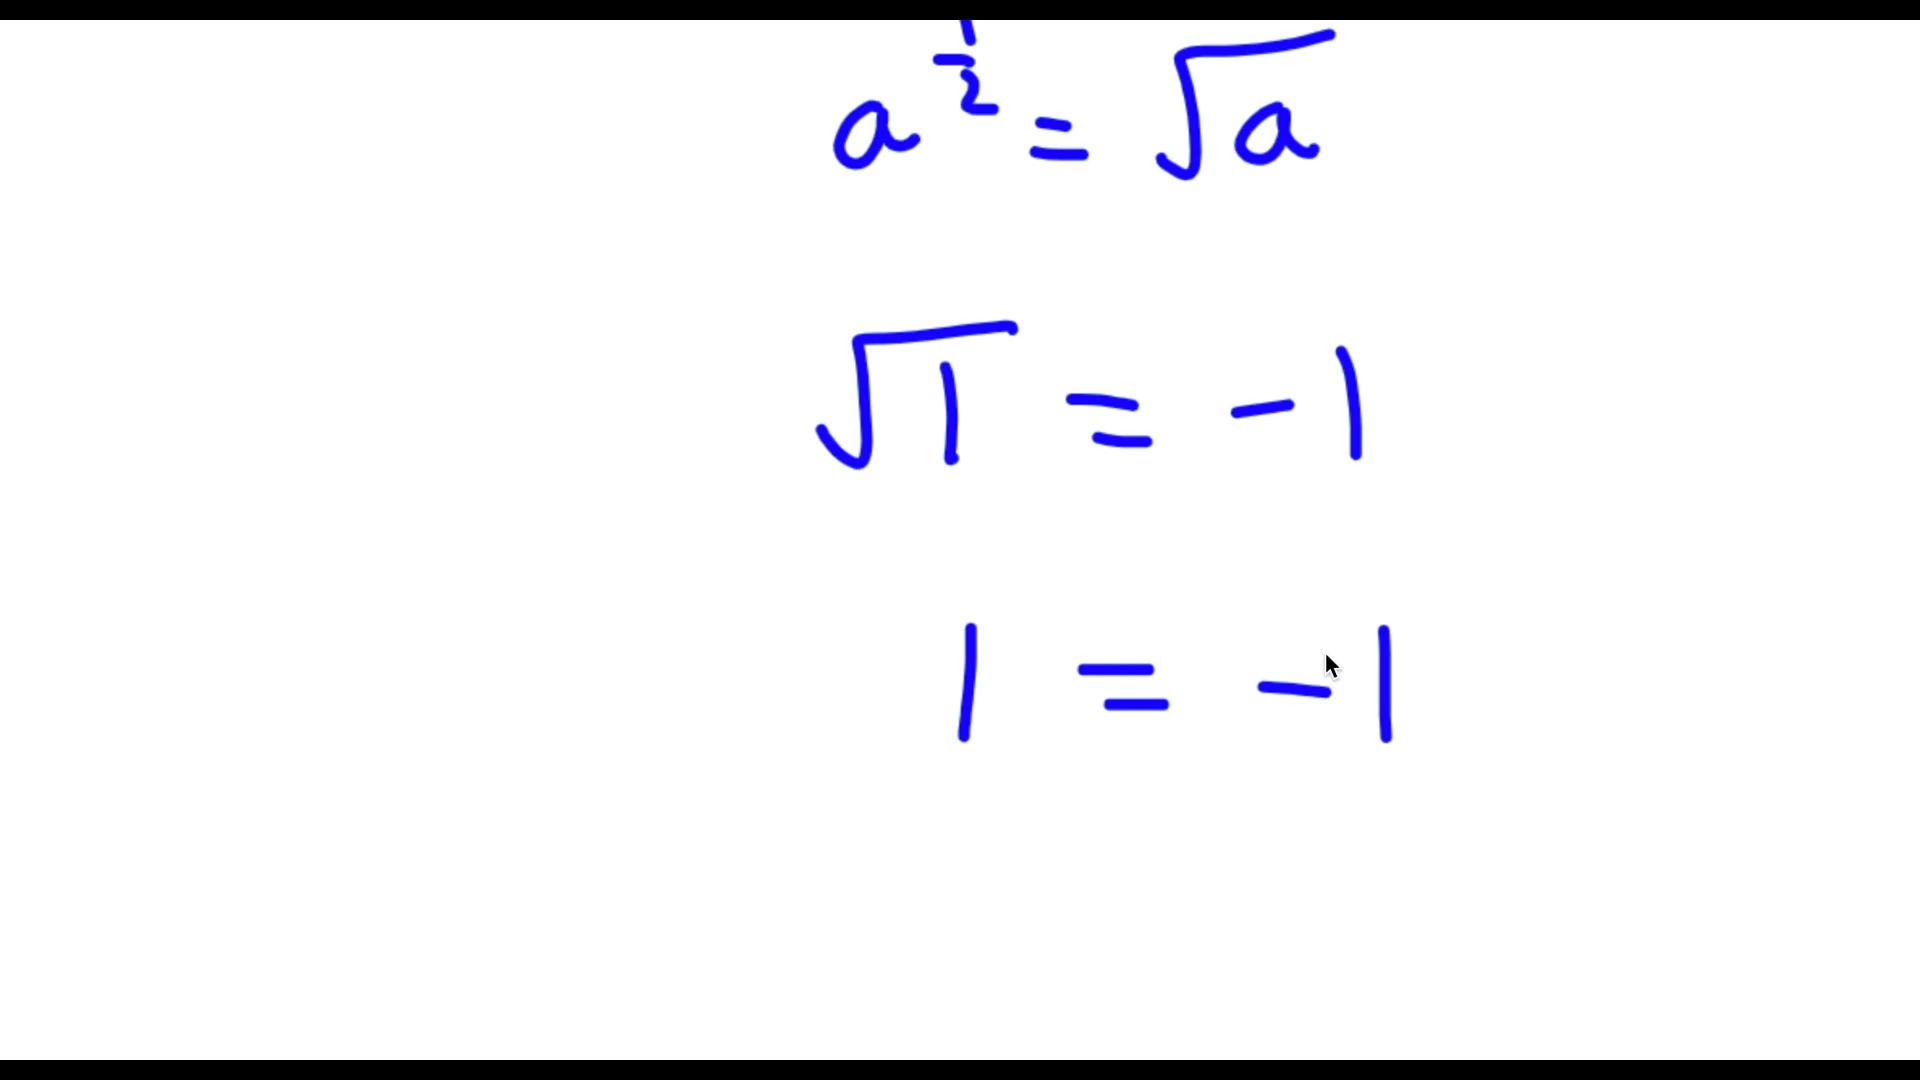 a^{1/2} = √a
√1 = -1
1 = -1